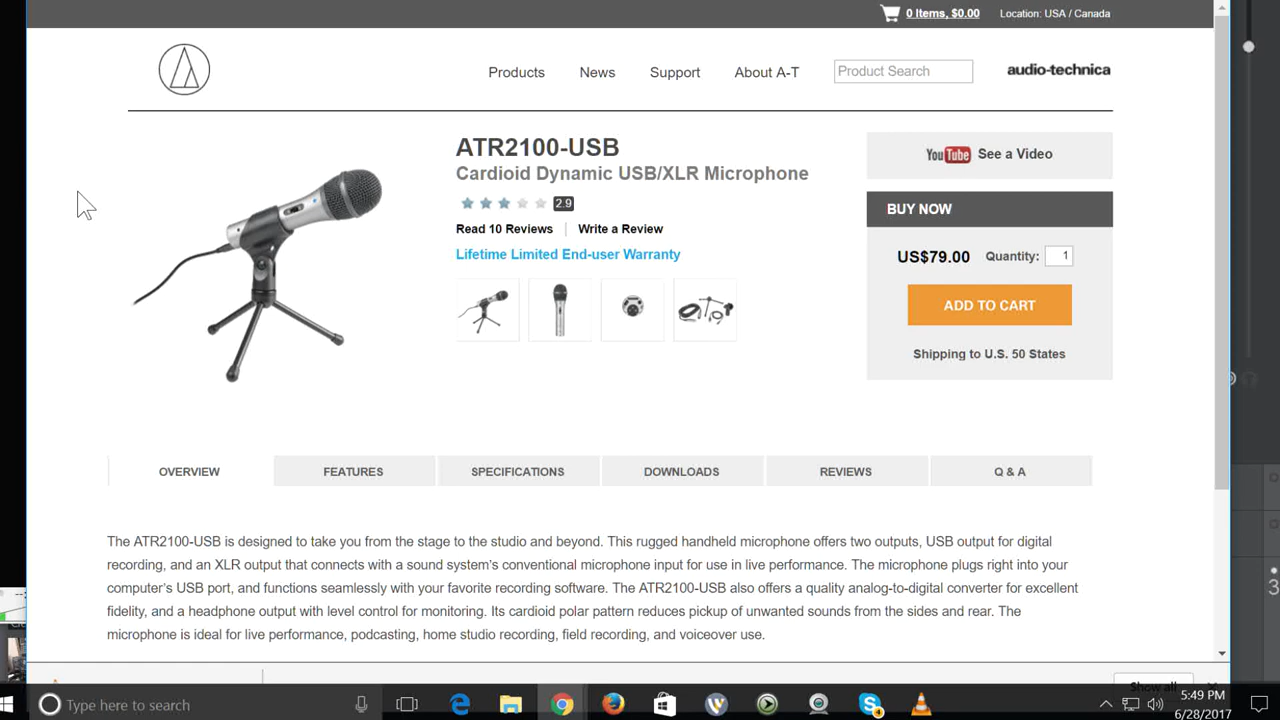 0 Items, $0.00
Location: USA / Canada
Products
News
Support
About A-T
Product Search
audio-technica
ATR2100-USB
Cardioid Dynamic USB/XLR Microphone
2.9
Read 10 Reviews
Write a Review
Lifetime Limited End-user Warranty
YouTube See a Video
BUY NOW
US$79.00
Quantity: 1
ADD TO CART
Shipping to U.S. 50 States
OVERVIEW
FEATURES
SPECIFICATIONS
DOWNLOADS
REVIEWS
Q & A
The ATR2100-USB is designed to take you from the stage to the studio and beyond. This rugged handheld microphone offers two outputs, USB output for digital
recording, and an XLR output that connects with a sound system's conventional microphone input for use in live performance. The microphone plugs right into your
computer's USB port, and functions seamlessly with your favorite recording software. The ATR2100-USB also offers a quality analog-to-digital converter for excellent
fidelity, and a headphone output with level control for monitoring. Its cardioid polar pattern reduces pickup of unwanted sounds from the sides and rear. The
microphone is ideal for live performance, podcasting, home studio recording, field recording, and voiceover use.
3
Show all
Type here to search
5:49 PM
6/28/2017